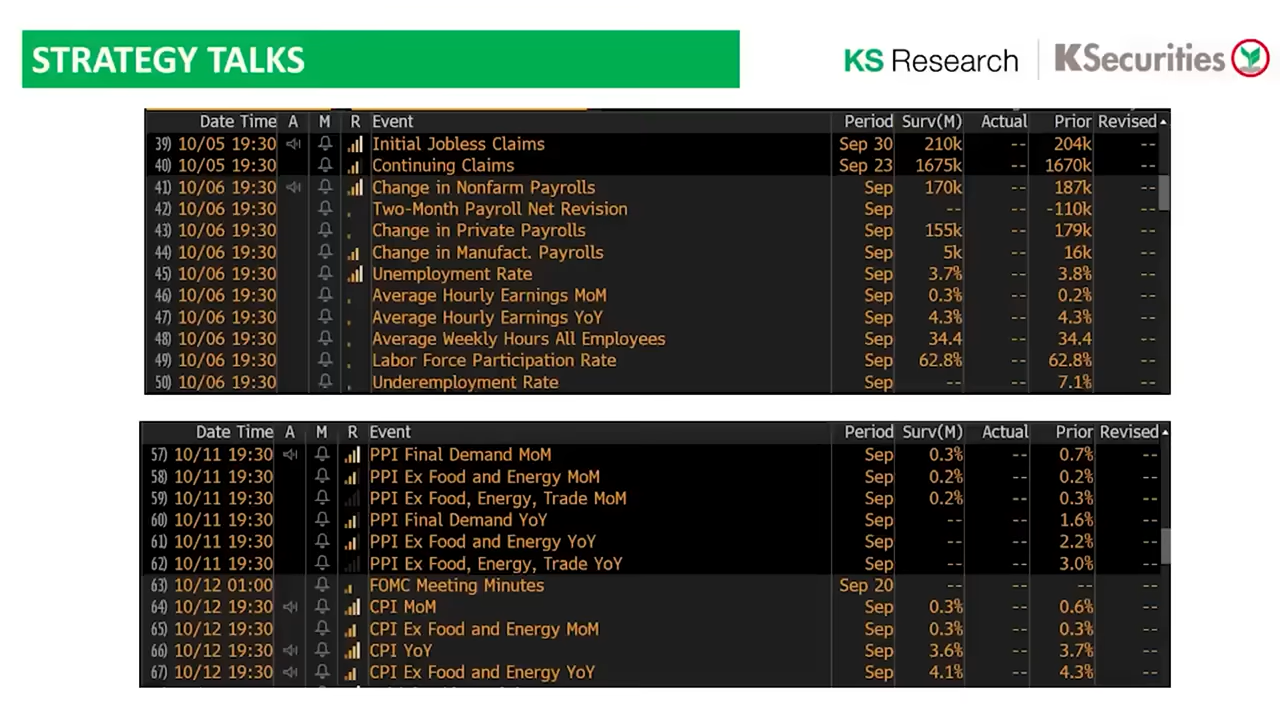 STRATEGY TALKS
KS Research
KSecurities
Date Time A M R Event Period Surv(M) Actual Prior Revised
39) 10/05 19:30 Initial Jobless Claims Sep 30 210k -- 204k --
40) 10/05 19:30 Continuing Claims Sep 23 1675k -- 1670k --
41) 10/06 19:30 Change in Nonfarm Payrolls Sep 170k -- 187k --
42) 10/06 19:30 Two-Month Payroll Net Revision Sep -- -- -110k --
43) 10/06 19:30 Change in Private Payrolls Sep 155k -- 179k --
44) 10/06 19:30 Change in Manufact. Payrolls Sep 5k -- 16k --
45) 10/06 19:30 Unemployment Rate Sep 3.7% -- 3.8% --
46) 10/06 19:30 Average Hourly Earnings MoM Sep 0.3% -- 0.2% --
47) 10/06 19:30 Average Hourly Earnings YoY Sep 4.3% -- 4.3% --
48) 10/06 19:30 Average Weekly Hours All Employees Sep 34.4 -- 34.4 --
49) 10/06 19:30 Labor Force Participation Rate Sep 62.8% -- 62.8% --
50) 10/06 19:30 Underemployment Rate Sep -- -- 7.1% --
Date Time A M R Event Period Surv(M) Actual Prior Revised
57) 10/11 19:30 PPI Final Demand MoM Sep 0.3% -- 0.7% --
58) 10/11 19:30 PPI Ex Food and Energy MoM Sep 0.2% -- 0.2% --
59) 10/11 19:30 PPI Ex Food, Energy, Trade MoM Sep 0.2% -- 0.3% --
60) 10/11 19:30 PPI Final Demand YoY Sep -- -- 1.6% --
61) 10/11 19:30 PPI Ex Food and Energy YoY Sep -- -- 2.2% --
62) 10/11 19:30 PPI Ex Food, Energy, Trade YoY Sep -- -- 3.0% --
63) 10/12 01:00 FOMC Meeting Minutes Sep 20 -- -- -- --
64) 10/12 19:30 CPI MoM Sep 0.3% -- 0.6% --
65) 10/12 19:30 CPI Ex Food and Energy MoM Sep 0.3% -- 0.3% --
66) 10/12 19:30 CPI YoY Sep 3.6% -- 3.7% --
67) 10/12 19:30 CPI Ex Food and Energy YoY Sep 4.1% -- 4.3% --